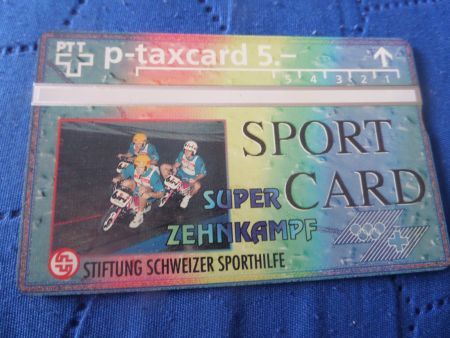 PTT p-taxcard 5.-
5 4 3 2 1
SPORT
CARD
SUPER
ZEHNKAMPF
STIFTUNG SCHWEIZER SPORTHILFE